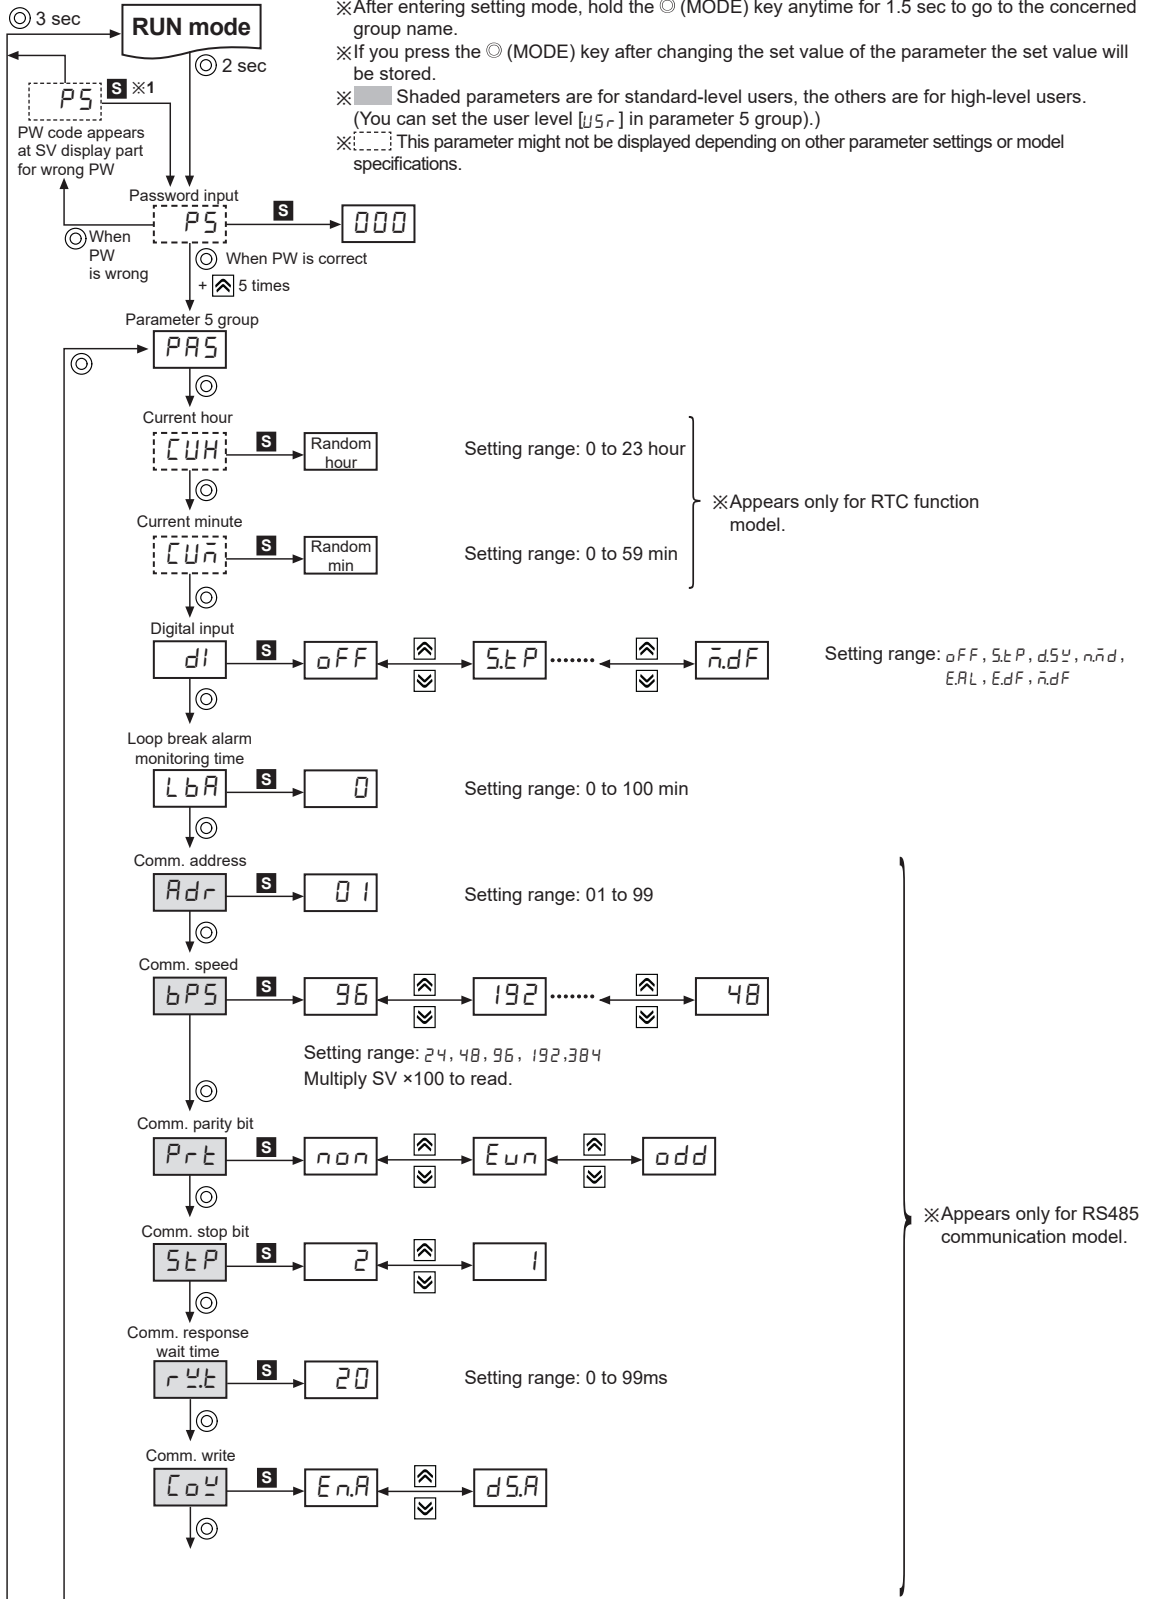 ※After entering setting mode, hold the ◎ (MODE) key anytime for 1.5 sec to go to the concerned
group name.
※If you press the ◎ (MODE) key after changing the set value of the parameter the set value will
be stored.
※ Shaded parameters are for standard-level users, the others are for high-level users.
(You can set the user level [USr] in parameter 5 group).)
※ This parameter might not be displayed depending on other parameter settings or model
specifications.
◎ 3 sec
RUN mode
◎ 2 sec
PS
S ※1
PW code appears
at SV display part
for wrong PW
Password input
PS
S
000
◎ When
PW
is wrong
◎ When PW is correct
+ 5 times
Parameter 5 group
PA5
◎
◎
Current hour
CUH
S
Random
hour
Setting range: 0 to 23 hour
◎
Current minute
CUm
S
Random
min
Setting range: 0 to 59 min
※Appears only for RTC function
model.
◎
Digital input
dI
S
oFF
S.tP
m.dF
Setting range: oFF, S.tP, d.SW, n.md,
E.AL, E.dF, m.dF
◎
Loop break alarm
monitoring time
LbA
S
0
Setting range: 0 to 100 min
◎
Comm. address
Adr
S
01
Setting range: 01 to 99
◎
Comm. speed
bPS
S
96
192
48
Setting range: 24, 48, 96, 192,384
Multiply SV ×100 to read.
◎
Comm. parity bit
Prt
S
non
Eun
odd
◎
Comm. stop bit
StP
S
2
1
◎
Comm. response
wait time
rW.t
S
20
Setting range: 0 to 99ms
◎
Comm. write
CoW
S
En.A
dS.A
◎
※Appears only for RS485
communication model.